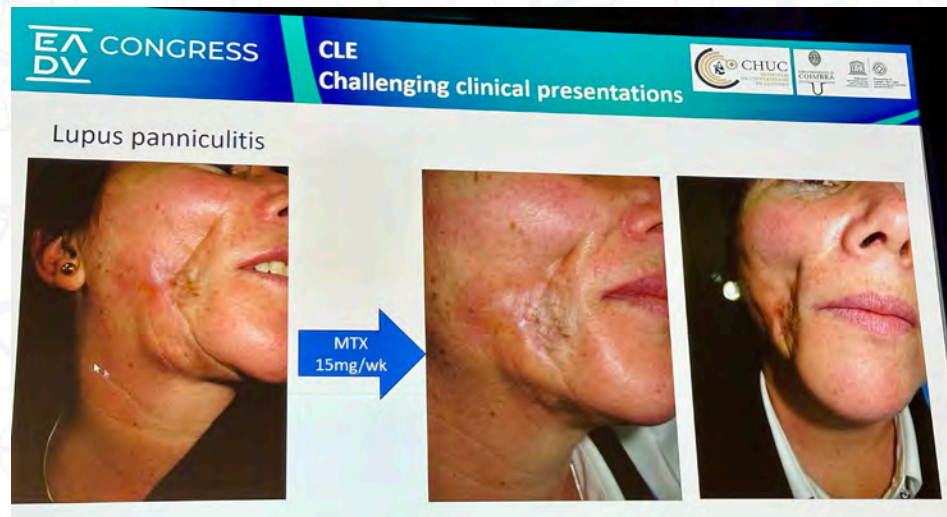 EADV CONGRESS
CLE
Challenging clinical presentations
CHUC
COIMBRA
Lupus panniculitis
MTX
15mg/wk